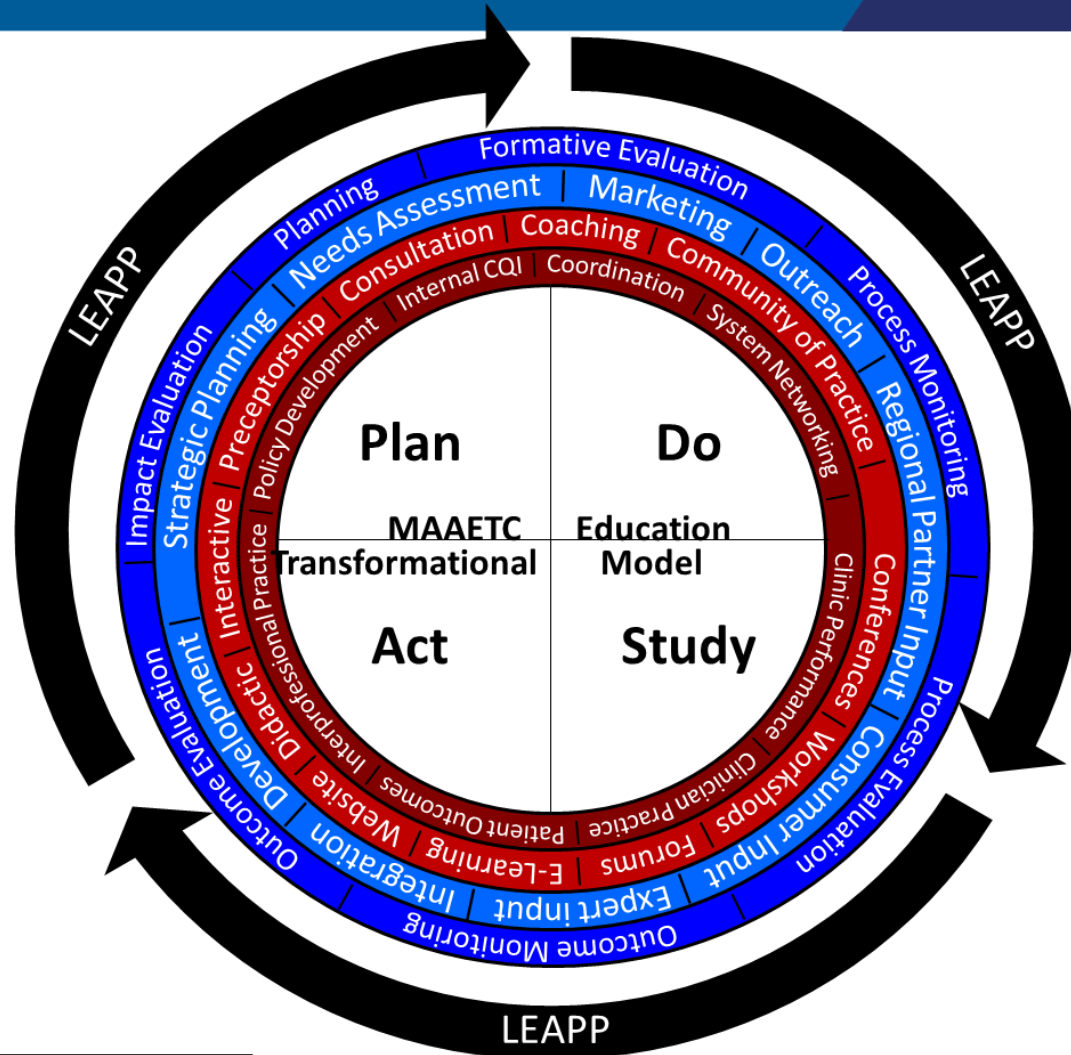 LEAPP
LEAPP
LEAPP
Formative Evaluation
Process Monitoring
Process Evaluation
Outcome Monitoring
Outcome Evaluation
Impact Evaluation
Planning
Marketing
Outreach
Regional Partner Input
Consumer Input
Expert input
Integration
Development
Strategic Planning
Needs Assessment
Coaching
Community of Practice
Conferences
Workshops
Forums
E-Learning
Website
Didactic
Interactive
Preceptorship
Consultation
Coordination
System Networking
Clinic Performance
Clinician Practice
Patient Outcomes
Interprofessional Practice
Policy Development
Internal CQI
Plan
Do
MAAETC Education
Transformational Model
Act
Study